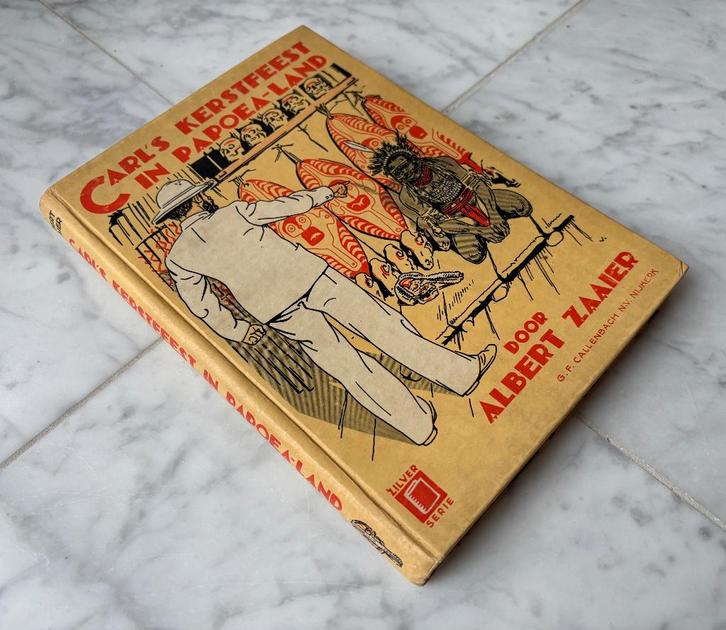 CARL'S KERSTFEEST
IN PAPOEA-LAND
DOOR
ALBERT ZAAIER
G. F. CALLENBACH N.V. NIJKERK
ZILVER
SERIE
CARL'S KERSTFEEST IN PAPOEA-LAND